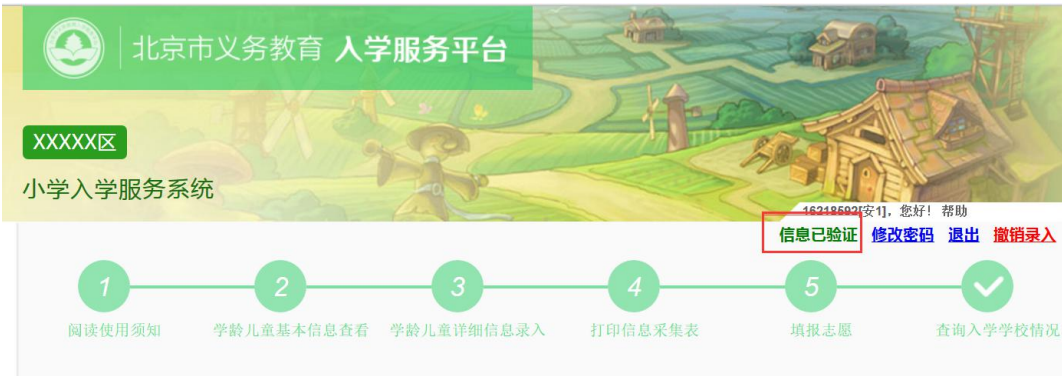 北京市义务教育 入学服务平台
XXXXX区
小学入学服务系统
16218592[安1]，您好！ 帮助
信息已验证 修改密码 退出 撤销录入
1 2 3 4 5
阅读使用须知 学龄儿童基本信息查看 学龄儿童详细信息录入 打印信息采集表 填报志愿 查询入学学校情况